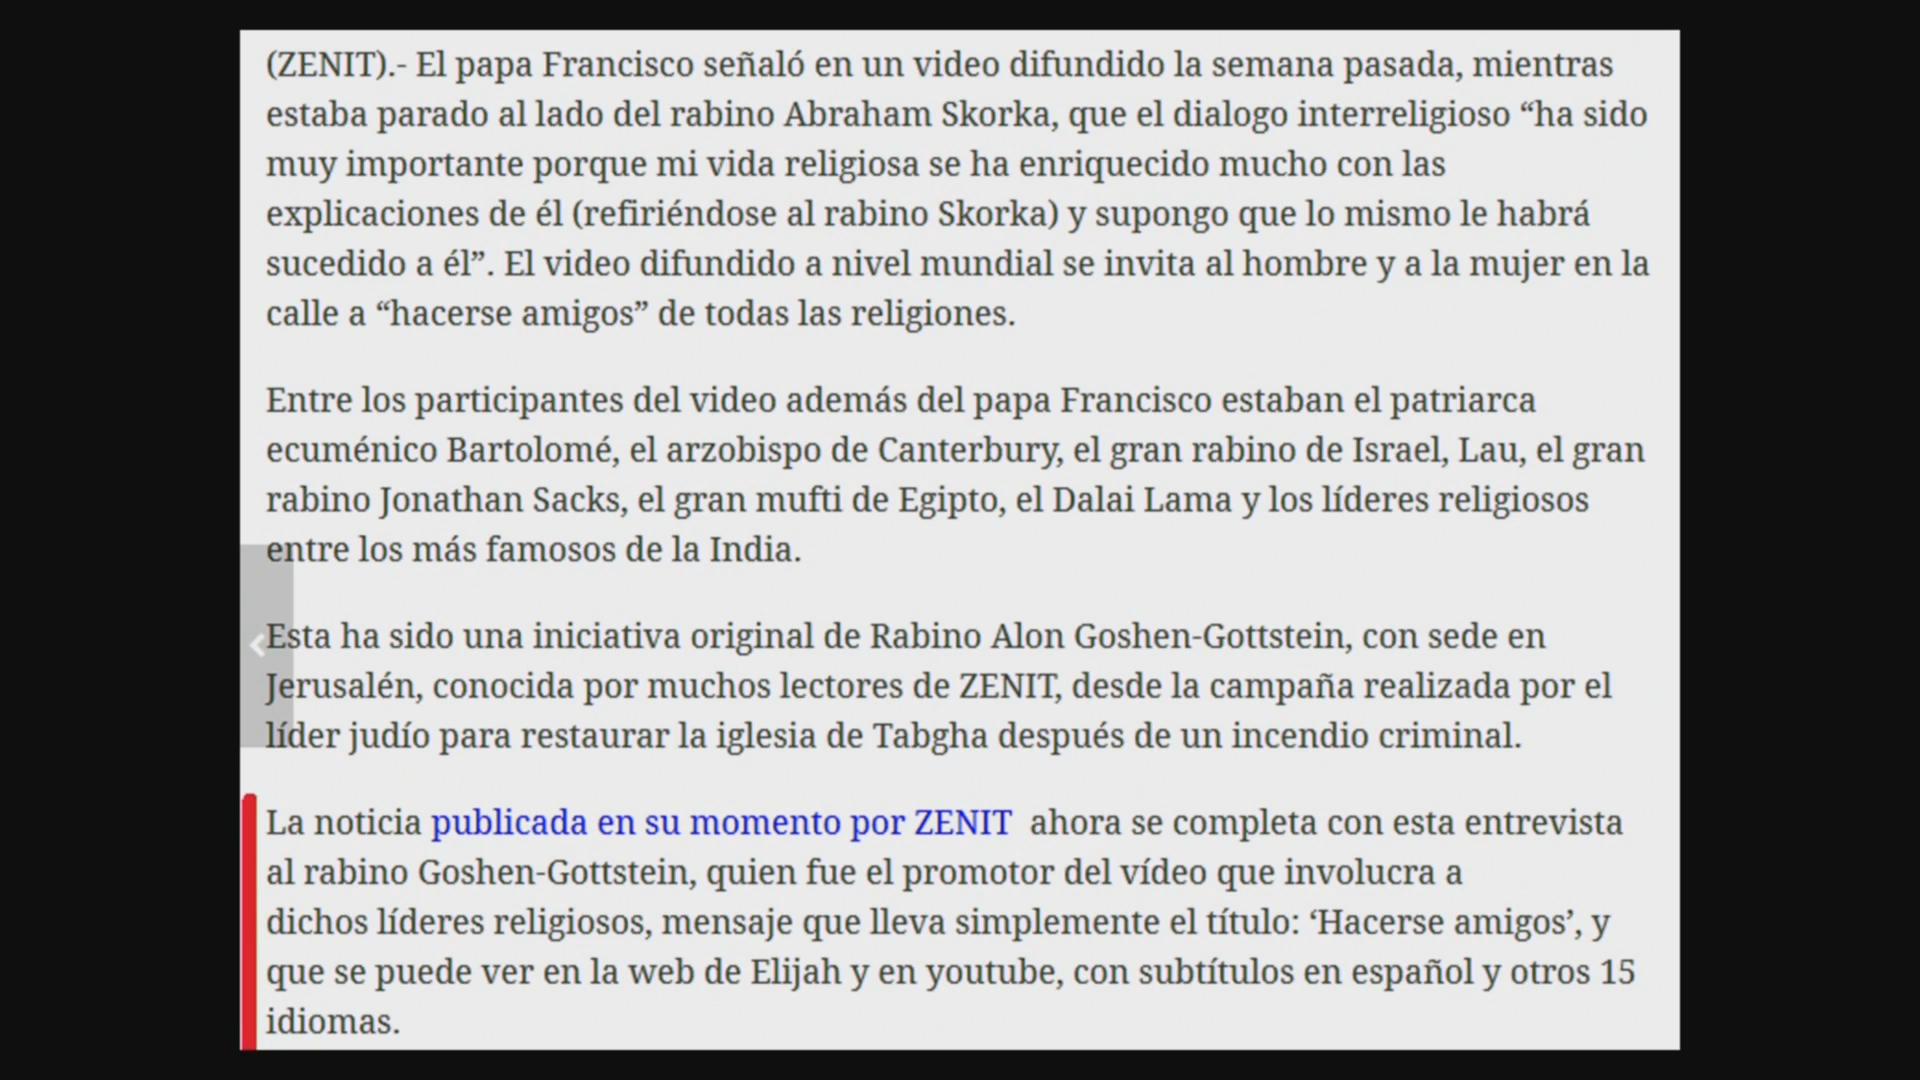 (ZENIT).- El papa Francisco señaló en un video difundido la semana pasada, mientras
estaba parado al lado del rabino Abraham Skorka, que el dialogo interreligioso “ha sido
muy importante porque mi vida religiosa se ha enriquecido mucho con las
explicaciones de él (refiriéndose al rabino Skorka) y supongo que lo mismo le habrá
sucedido a él”. El video difundido a nivel mundial se invita al hombre y a la mujer en la
calle a “hacerse amigos” de todas las religiones.
Entre los participantes del video además del papa Francisco estaban el patriarca
ecuménico Bartolomé, el arzobispo de Canterbury, el gran rabino de Israel, Lau, el gran
rabino Jonathan Sacks, el gran mufti de Egipto, el Dalai Lama y los líderes religiosos
entre los más famosos de la India.
Esta ha sido una iniciativa original de Rabino Alon Goshen-Gottstein, con sede en
Jerusalén, conocida por muchos lectores de ZENIT, desde la campaña realizada por el
líder judío para restaurar la iglesia de Tabgha después de un incendio criminal.
La noticia publicada en su momento por ZENIT ahora se completa con esta entrevista
al rabino Goshen-Gottstein, quien fue el promotor del vídeo que involucra a
dichos líderes religiosos, mensaje que lleva simplemente el título: ‘Hacerse amigos’, y
que se puede ver en la web de Elijah y en youtube, con subtítulos en español y otros 15
idiomas.